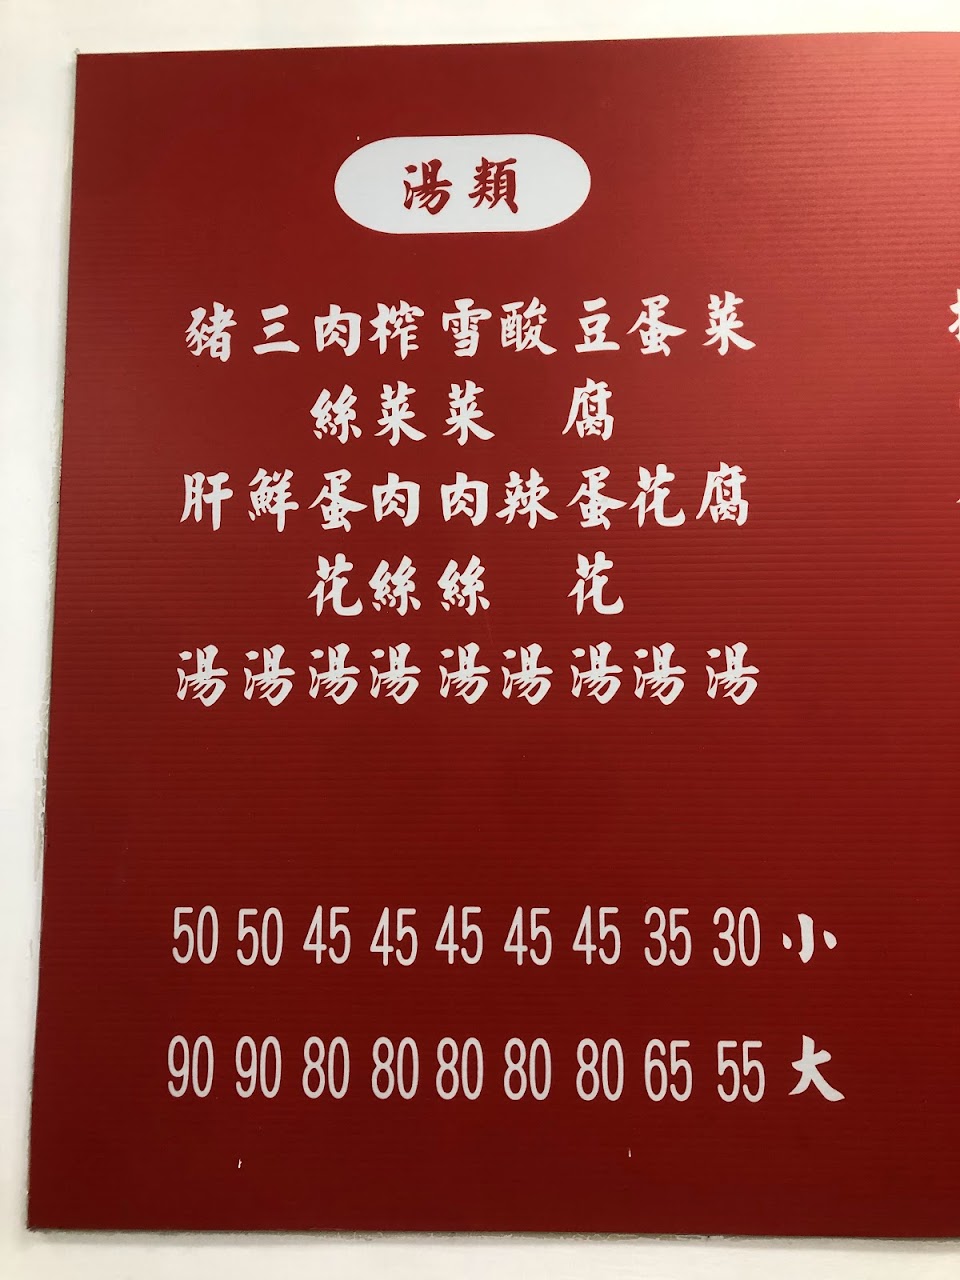 湯類
菜腐湯 30 55
蛋花湯 35 65
豆腐蛋花湯 45 80
酸辣湯 45 80
雪菜肉絲湯 45 80
榨菜肉絲湯 45 80
肉絲蛋花湯 45 80
三鮮湯 50 90
豬肝湯 50 90
小
大